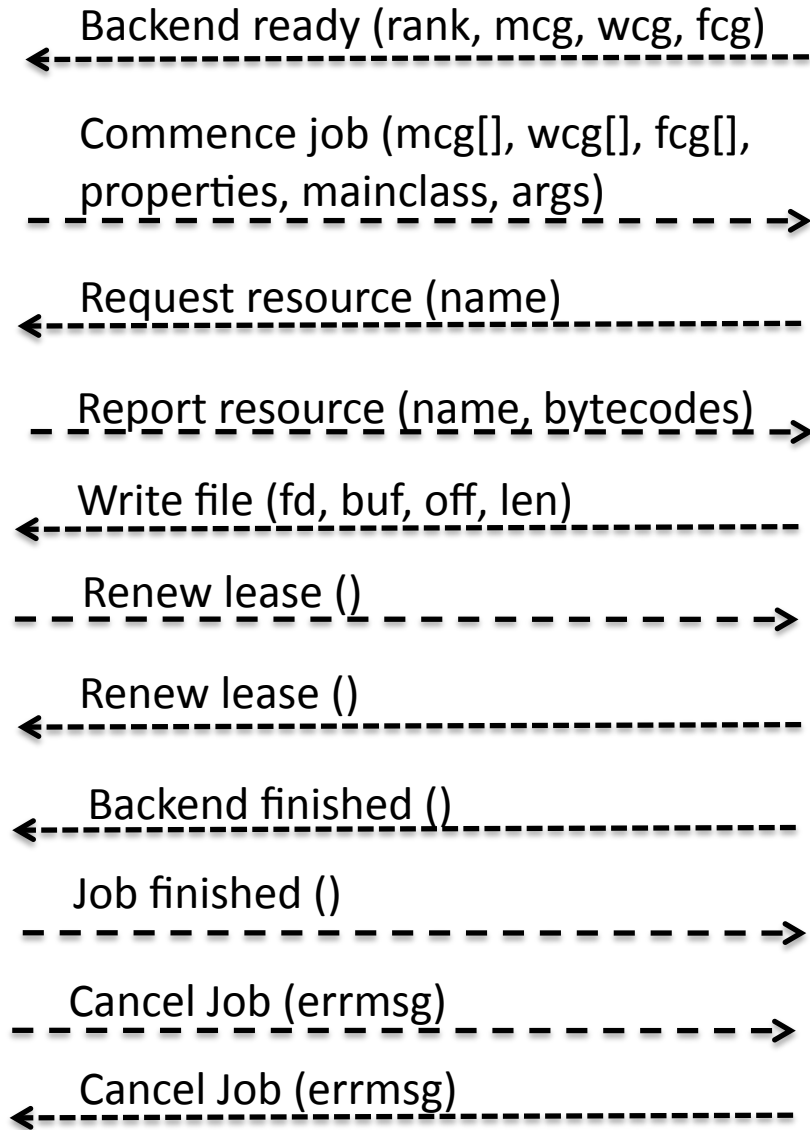 Backend ready (rank, mcg, wcg, fcg)
Commence job (mcg[], wcg[], fcg[],
properties, mainclass, args)
Request resource (name)
Report resource (name, bytecodes)
Write file (fd, buf, off, len)
Renew lease ()
Renew lease ()
Backend finished ()
Job finished ()
Cancel Job (errmsg)
Cancel Job (errmsg)